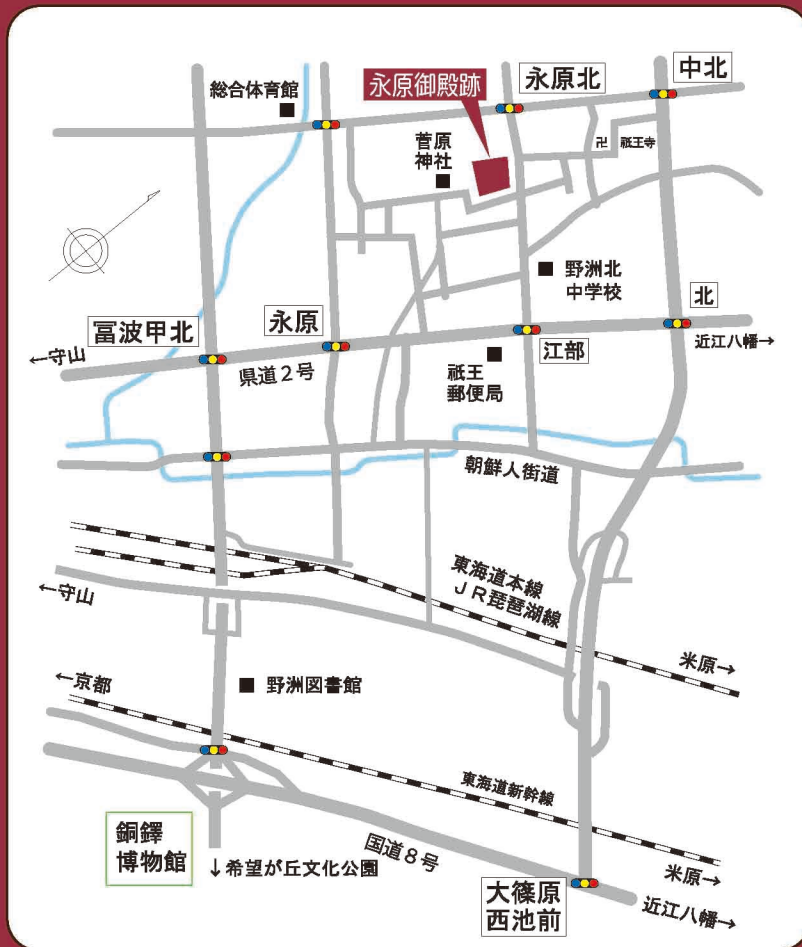 総合体育館
永原御殿跡
永原北
中北
菅原
神社
卍 祇王寺
野洲北
中学校
冨波甲北
永原
北
←守山
県道2号
江部
近江八幡→
祇王
郵便局
朝鮮人街道
東海道本線
JR琵琶湖線
←守山
米原→
←京都
野洲図書館
東海道新幹線
銅鐸
博物館
↓希望が丘文化公園
国道8号
米原→
大篠原
西池前
近江八幡→